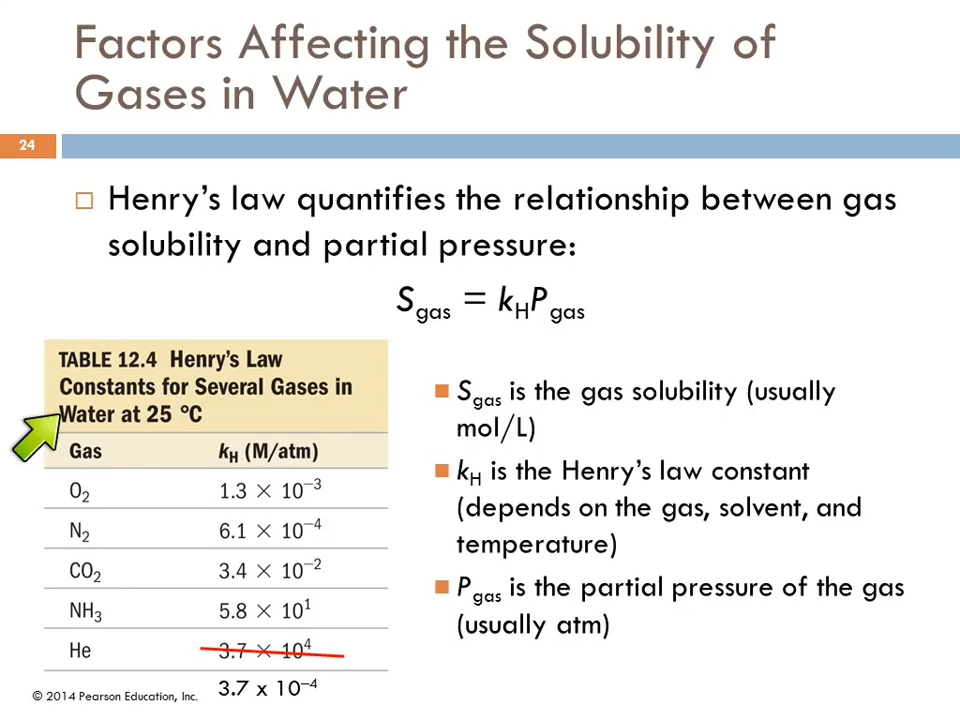 Factors Affecting the Solubility of
Gases in Water
24
Henry's law quantifies the relationship between gas
solubility and partial pressure:
S_gas = k_H P_gas
TABLE 12.4 Henry's Law
Constants for Several Gases in
Water at 25 °C
Gas k_H (M/atm)
O₂ 1.3 × 10⁻³
N₂ 6.1 × 10⁻⁴
CO₂ 3.4 × 10⁻²
NH₃ 5.8 × 10¹
He 3.7 × 10⁴
3.7 x 10⁻⁴
S_gas is the gas solubility (usually
mol/L)
k_H is the Henry's law constant
(depends on the gas, solvent, and
temperature)
P_gas is the partial pressure of the gas
(usually atm)
© 2014 Pearson Education, Inc.